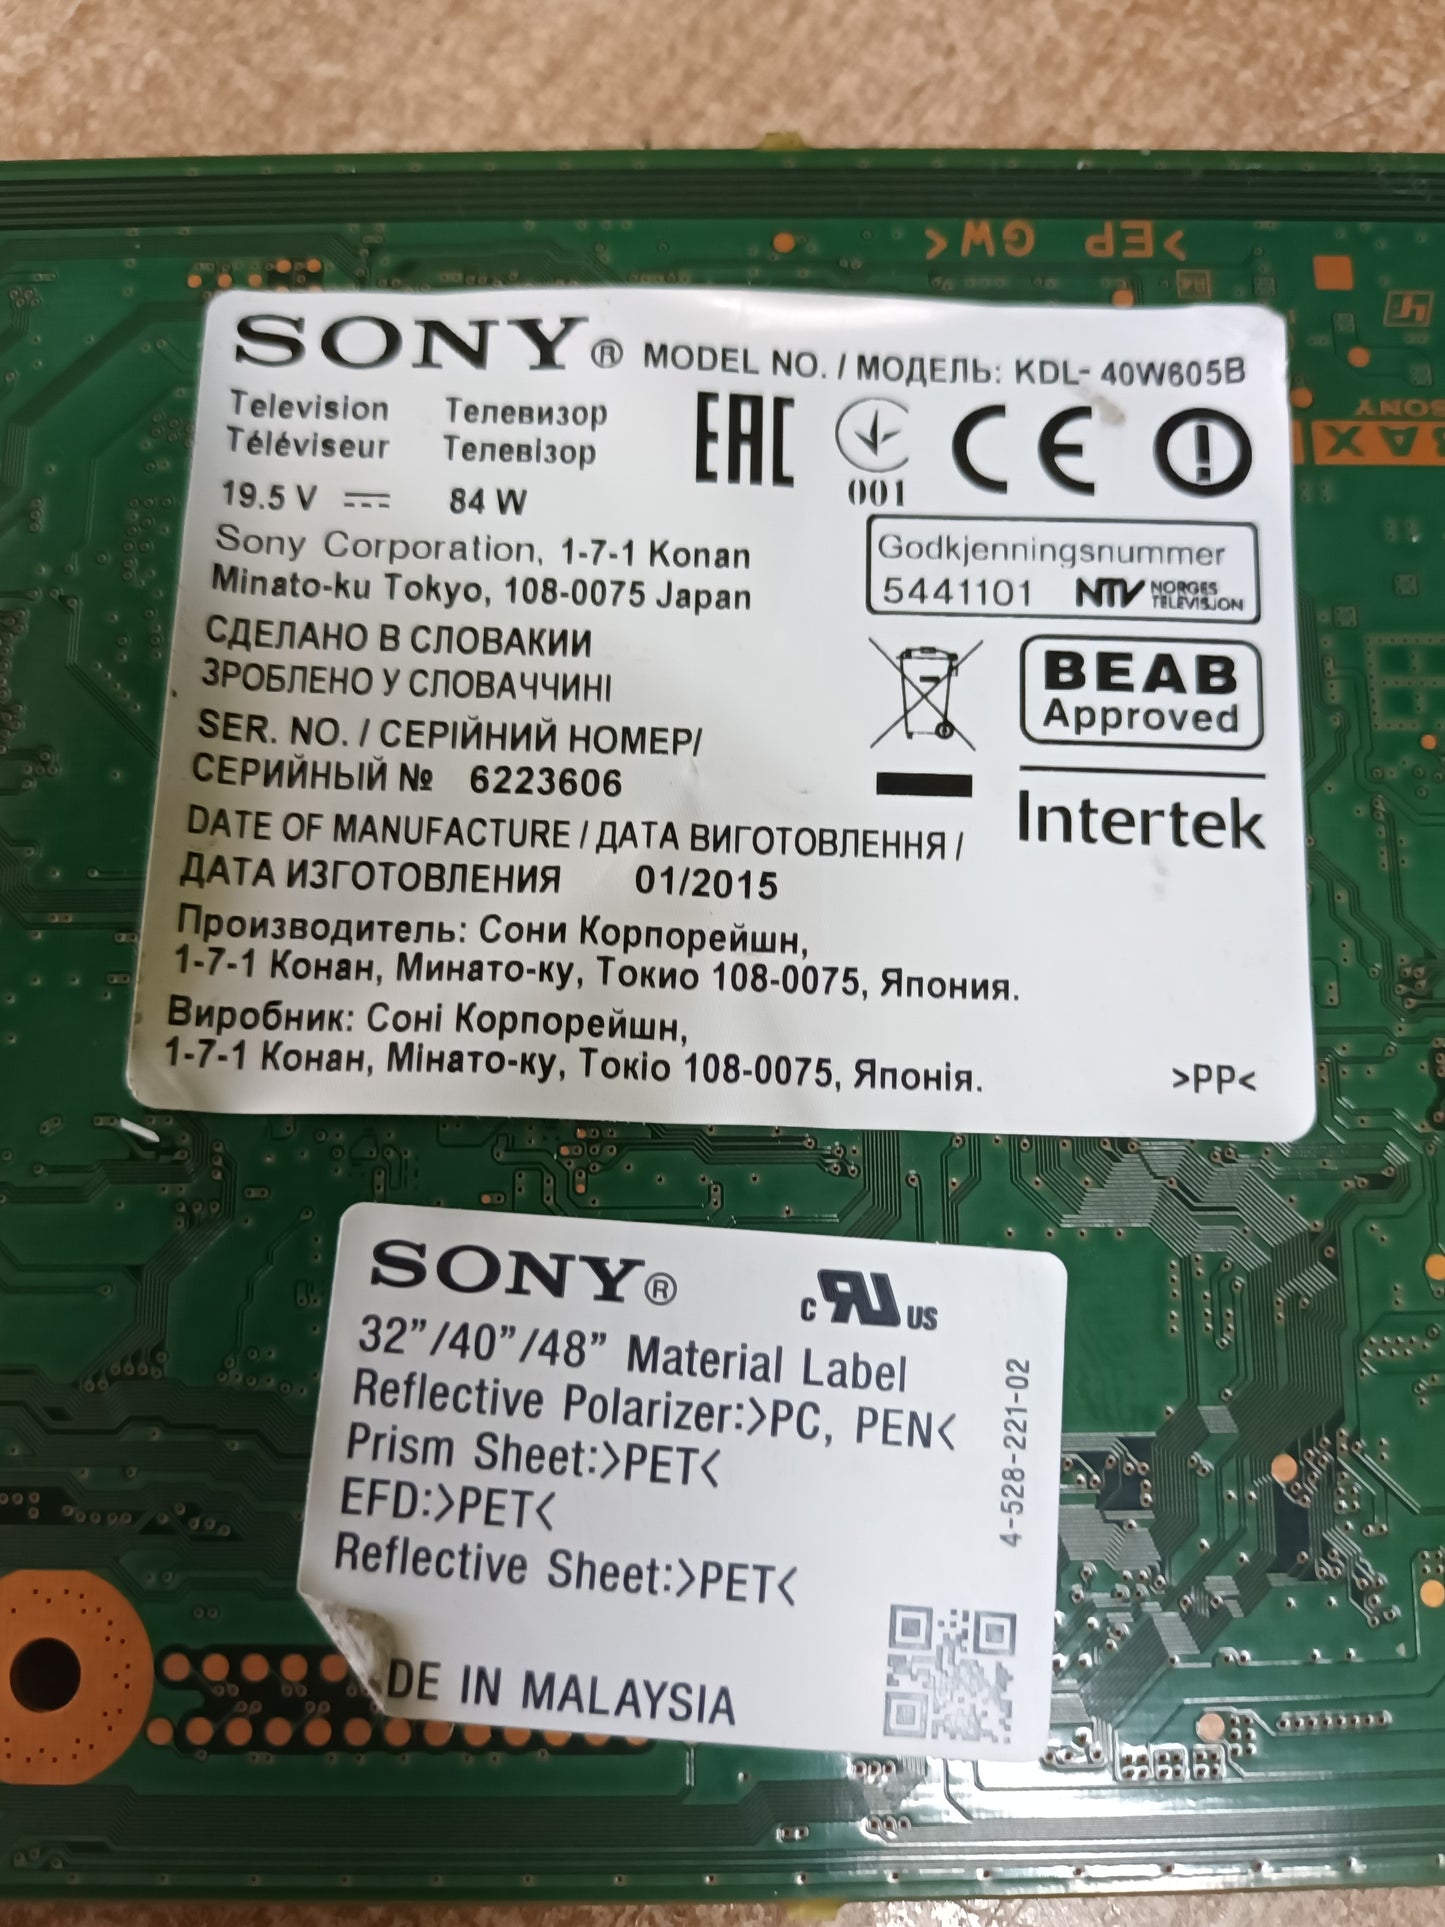 >EP GW<
SONY
BAX
SONY® MODEL NO. / МОДЕЛЬ: KDL- 40W605B
Television Телевизор
Téléviseur Телевізор
19.5 V 84 W
EAC
001
CE
Sony Corporation, 1-7-1 Konan
Minato-ku Tokyo, 108-0075 Japan
Godkjenningsnummer
5441101 NTV NORGES TELEVISJON
СДЕЛАНО В СЛОВАКИИ
ЗРОБЛЕНО У СЛОВАЧЧИНІ
BEAB
Approved
Intertek
SER. NO. / СЕРІЙНИЙ НОМЕР/
СЕРИЙНЫЙ № 6223606
DATE OF MANUFACTURE / ДАТА ВИГОТОВЛЕННЯ /
ДАТА ИЗГОТОВЛЕНИЯ 01/2015
Производитель: Сони Корпорейшн,
1-7-1 Конан, Минато-ку, Токио 108-0075, Япония.
Виробник: Соні Корпорейшн,
1-7-1 Конан, Мінато-ку, Токіо 108-0075, Японія.
>PP<
SONY®
c RU US
32”/40”/48” Material Label
Reflective Polarizer:>PC, PEN<
Prism Sheet:>PET<
EFD:>PET<
Reflective Sheet:>PET<
DE IN MALAYSIA
4-528-221-02